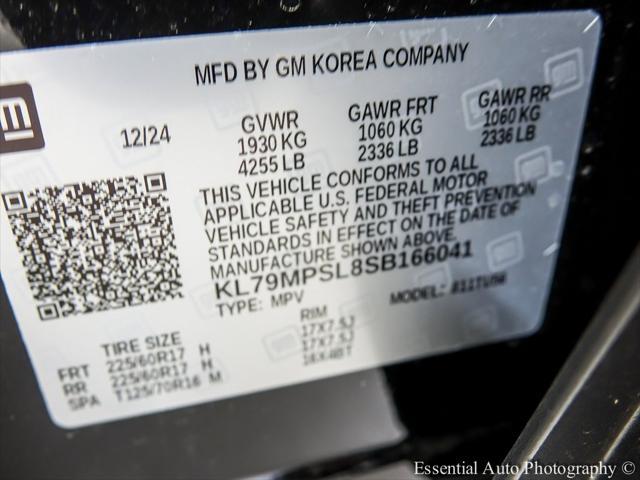 MFD BY GM KOREA COMPANY
GM
12/24
GVWR GAWR FRT GAWR RR
1930 KG 1060 KG 1060 KG
4255 LB 2336 LB 2336 LB
THIS VEHICLE CONFORMS TO ALL
APPLICABLE U.S. FEDERAL MOTOR
VEHICLE SAFETY AND THEFT PREVENTION
STANDARDS IN EFFECT ON THE DATE OF
MANUFACTURE SHOWN ABOVE.
KL79MPSL8SB166041
TYPE: MPV MODEL:
TIRE SIZE RIM
FRT 225/60R17 H 17X7.5J
RR 225/60R17 H 17X7.5J
SPA T125/70R16 M 16X4BT
Essential Auto Photography ©